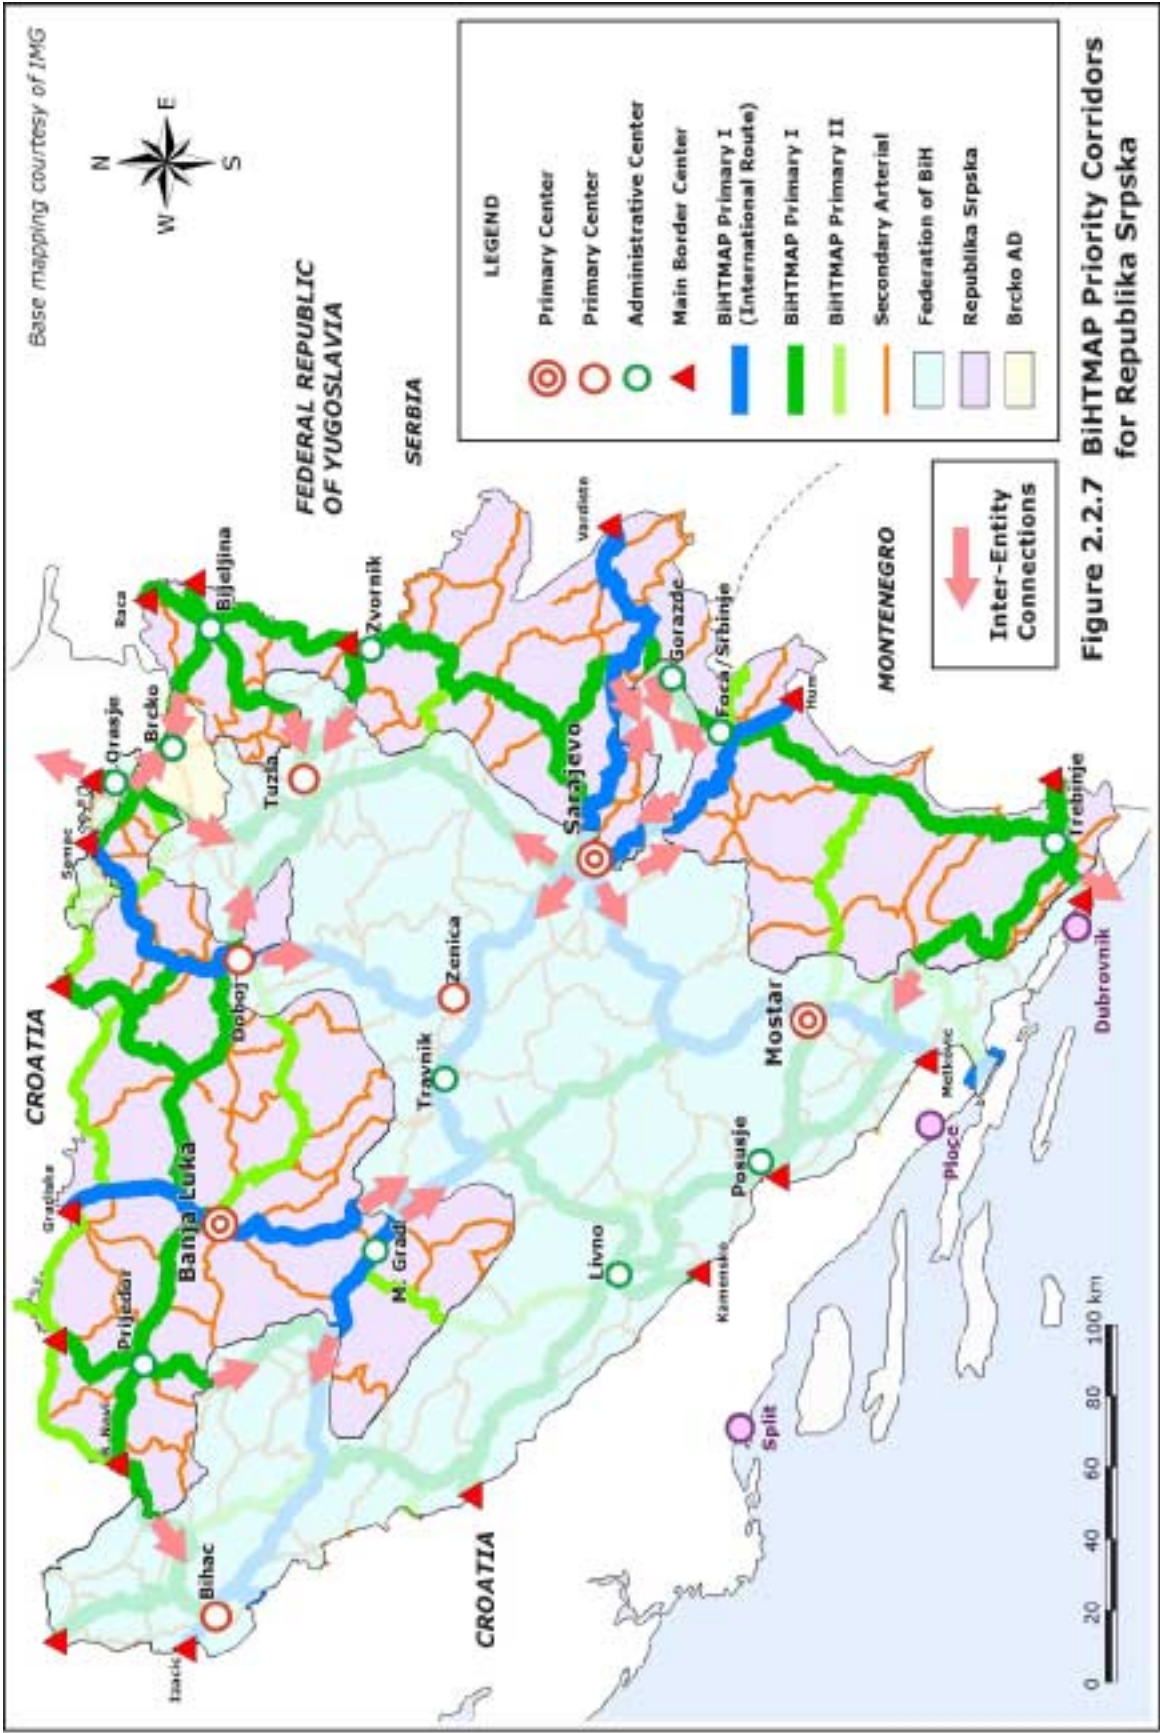 Base mapping courtesy of IMG
N
W
E
S
FEDERAL REPUBLIC
OF YUGOSLAVIA
SERBIA
CROATIA
MONTENEGRO
CROATIA
LEGEND
Primary Center
Primary Center
Administrative Center
Main Border Center
BiHTMAP Primary I
(International Route)
BiHTMAP Primary I
BiHTMAP Primary II
Secondary Arterial
Federation of BiH
Republika Srpska
Brcko AD
Inter-Entity
Connections
Izacic
Bihac
Prijedor
Gradiska
Banja Luka
M. Grad
Doboj
Samac
Orasje
Brcko
Raca
Bijeljina
Tuzla
Zvornik
Zenica
Travnik
Sarajevo
Vardiste
Gorazde
Foca/Srbinje
Hum
Livno
Kamensko
Posusje
Mostar
Metkovic
Trebinje
Split
Ploce
Dubrovnik
0 20 40 60 80 100 km
Figure 2.2.7 BiHTMAP Priority Corridors
for Republika Srpska